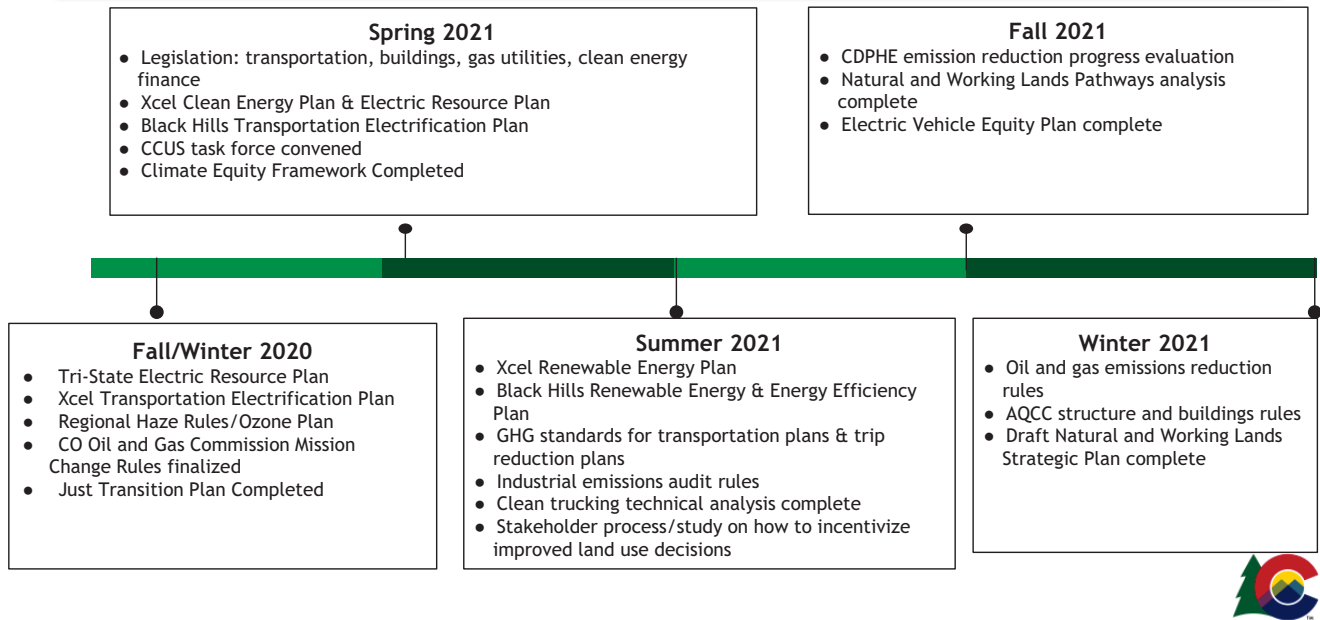 Spring 2021
● Legislation: transportation, buildings, gas utilities, clean energy
finance
● Xcel Clean Energy Plan & Electric Resource Plan
● Black Hills Transportation Electrification Plan
● CCUS task force convened
● Climate Equity Framework Completed
Fall 2021
● CDPHE emission reduction progress evaluation
● Natural and Working Lands Pathways analysis
complete
● Electric Vehicle Equity Plan complete
Fall/Winter 2020
● Tri-State Electric Resource Plan
● Xcel Transportation Electrification Plan
● Regional Haze Rules/Ozone Plan
● CO Oil and Gas Commission Mission
Change Rules finalized
● Just Transition Plan Completed
Summer 2021
● Xcel Renewable Energy Plan
● Black Hills Renewable Energy & Energy Efficiency
Plan
● GHG standards for transportation plans & trip
reduction plans
● Industrial emissions audit rules
● Clean trucking technical analysis complete
● Stakeholder process/study on how to incentivize
improved land use decisions
Winter 2021
● Oil and gas emissions reduction
rules
● AQCC structure and buildings rules
● Draft Natural and Working Lands
Strategic Plan complete
TM